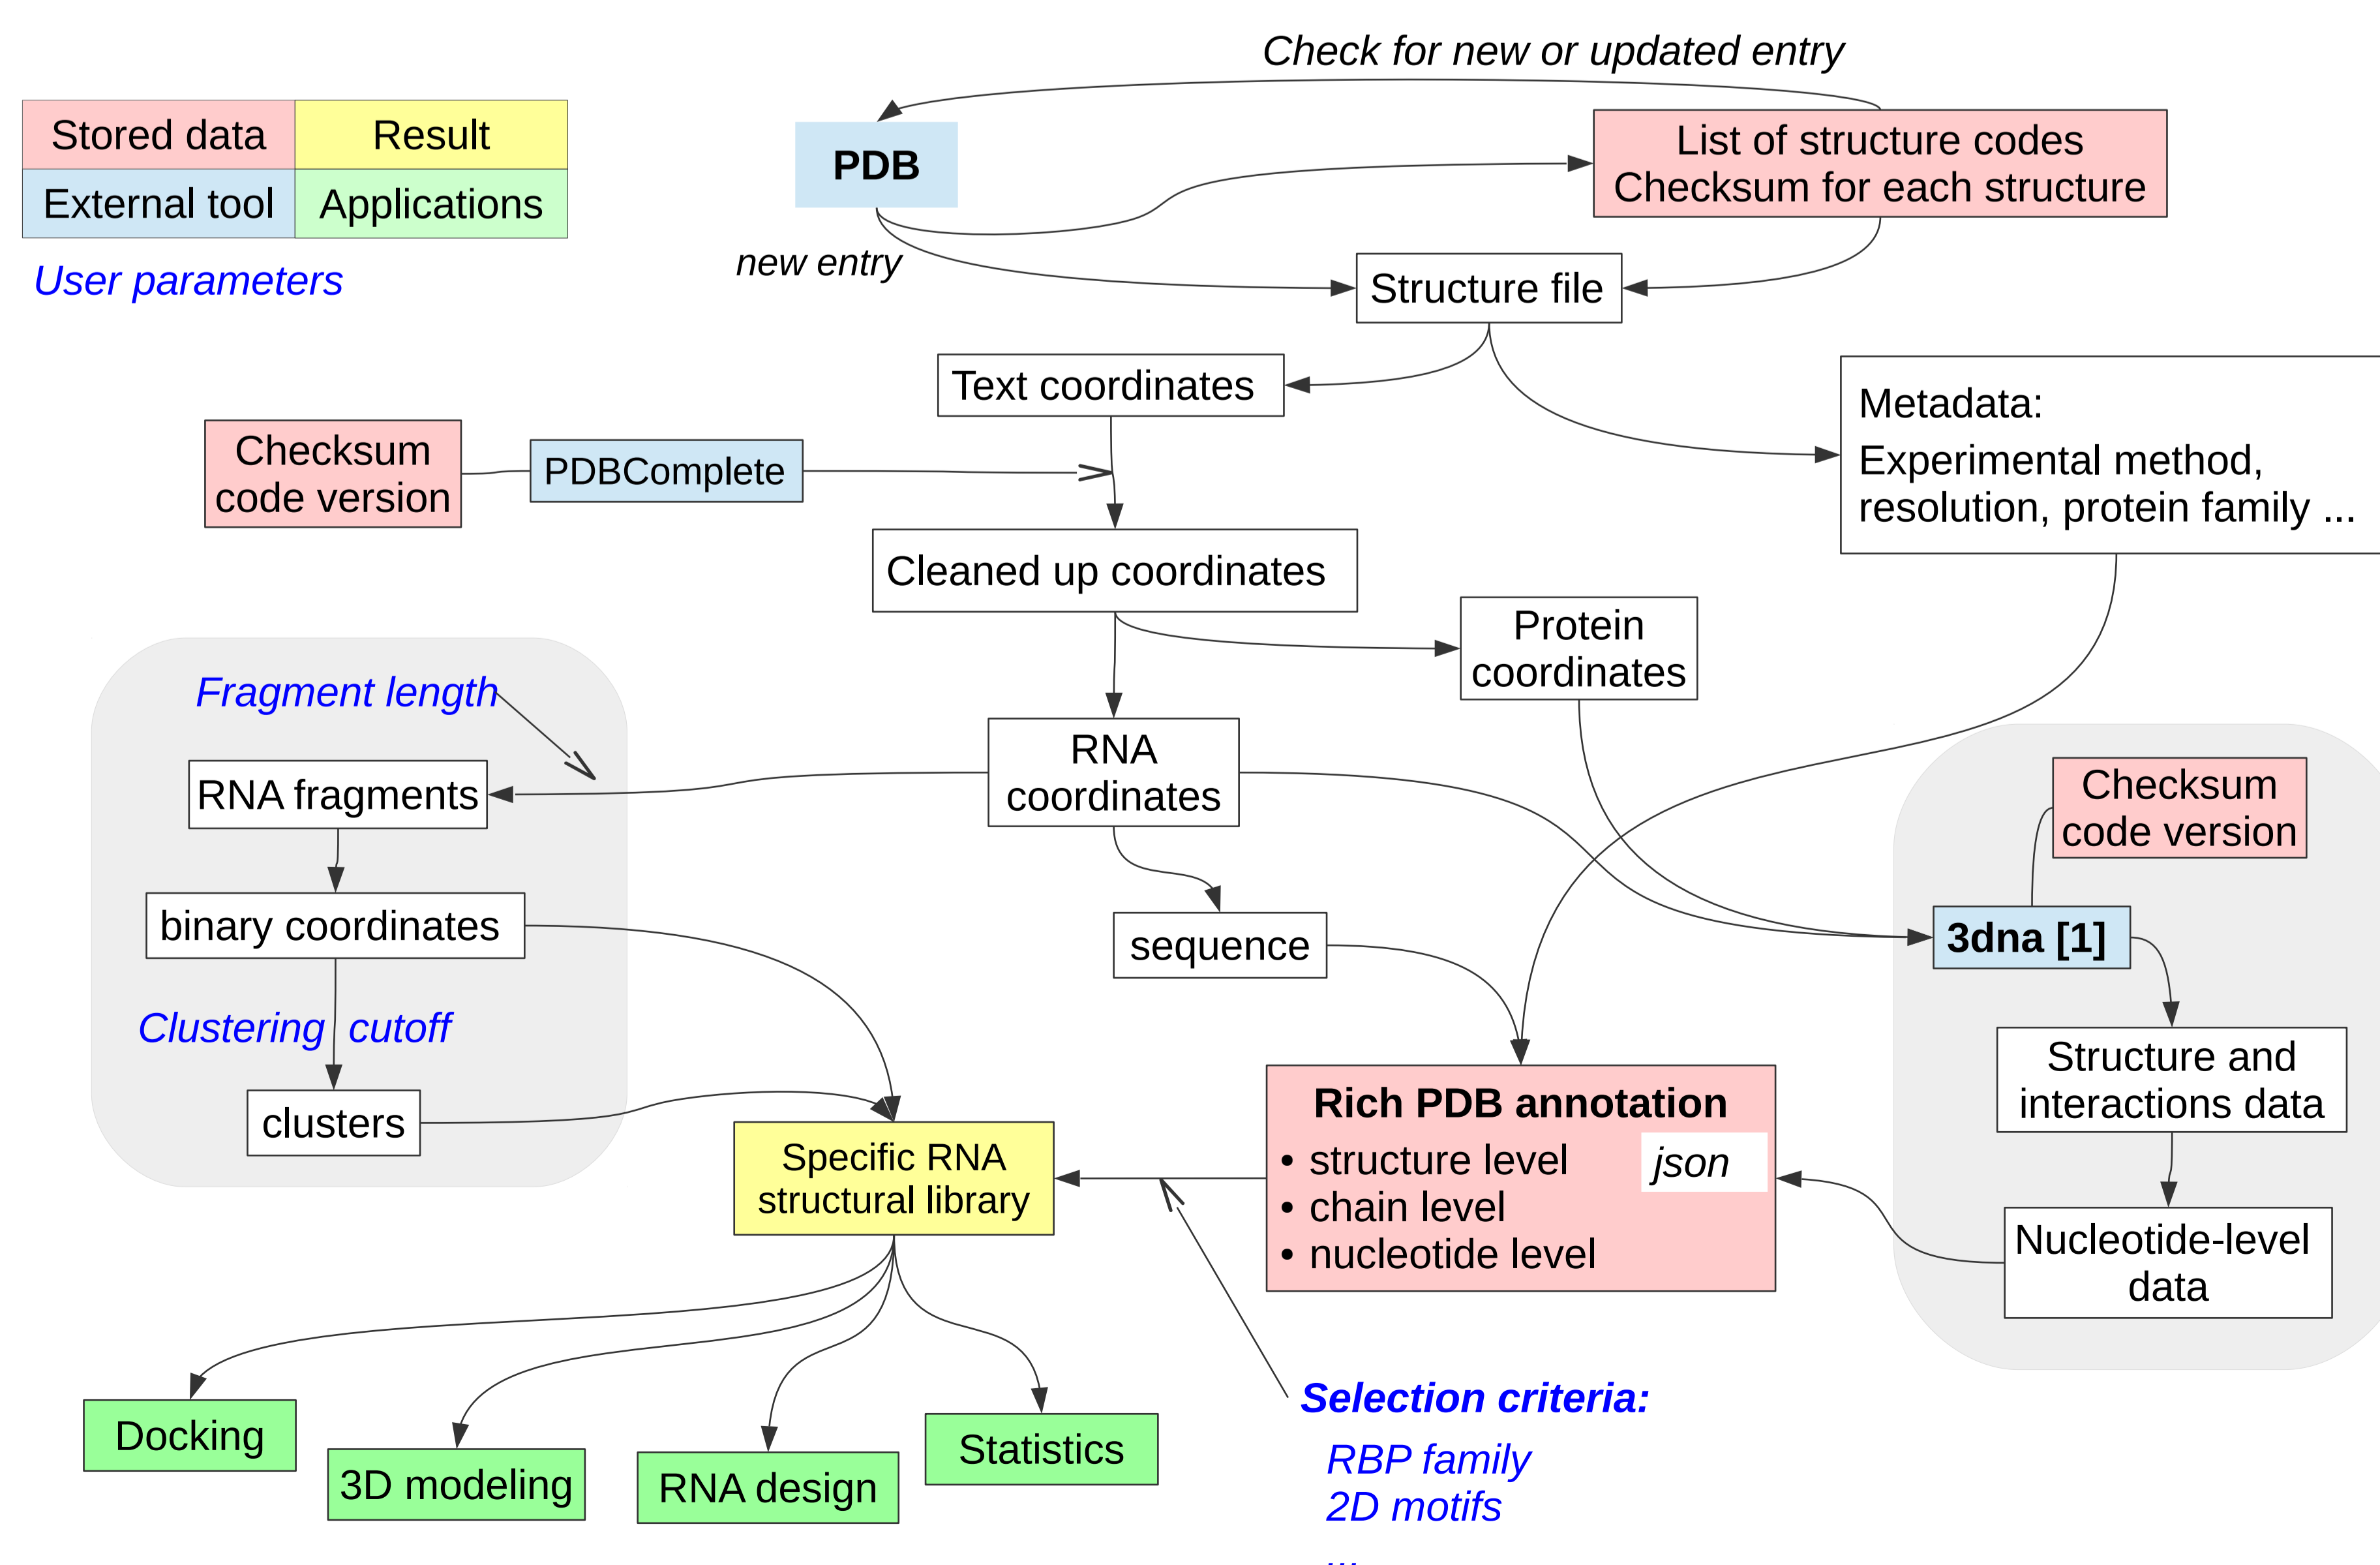 Check for new or updated entry
Stored data
Result
External tool
Applications
User parameters
PDB
List of structure codes
Checksum for each structure
new entry
Structure file
Text coordinates
Metadata:
Experimental method,
resolution, protein family ...
Checksum
code version
PDBComplete
Cleaned up coordinates
Protein
coordinates
Fragment length
RNA
coordinates
RNA fragments
Checksum
code version
binary coordinates
sequence
3dna [1]
Clustering cutoff
Structure and
interactions data
clusters
Rich PDB annotation
• structure level
json
• chain level
• nucleotide level
Specific RNA
structural library
Nucleotide-level
data
Docking
3D modeling
RNA design
Statistics
Selection criteria:
RBP family
2D motifs
...